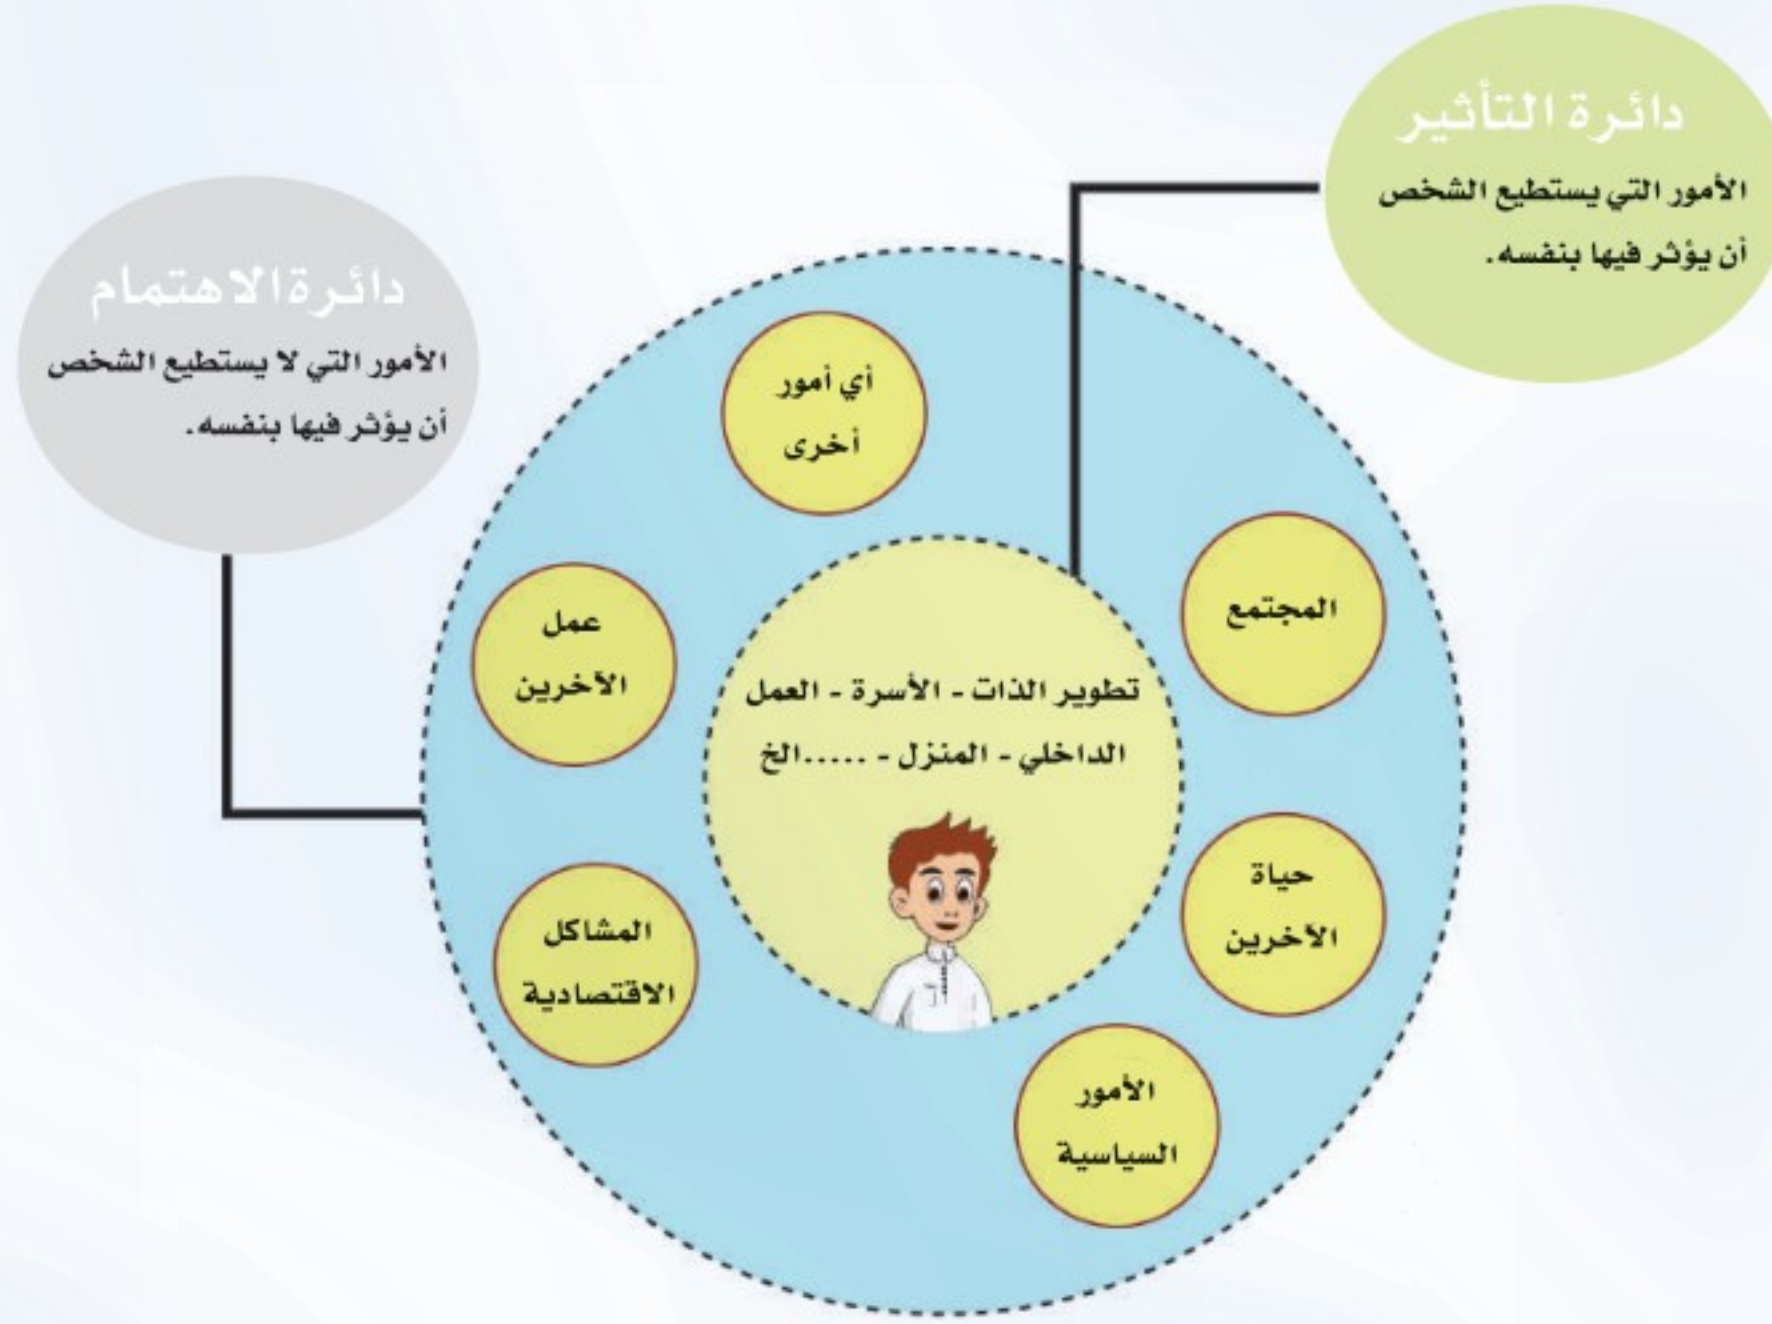 دائرة التأثير
الأمور التي يستطيع الشخص
أن يؤثر فيها بنفسه.
دائرة الاهتمام
الأمور التي لا يستطيع الشخص
أن يؤثر فيها بنفسه.
أي أمور
أخرى
المجتمع
عمل
الآخرين
تطوير الذات - الأسرة - العمل
الداخلي - المنزل - .....الخ
حياة
الآخرين
المشاكل
الاقتصادية
الأمور
السياسية